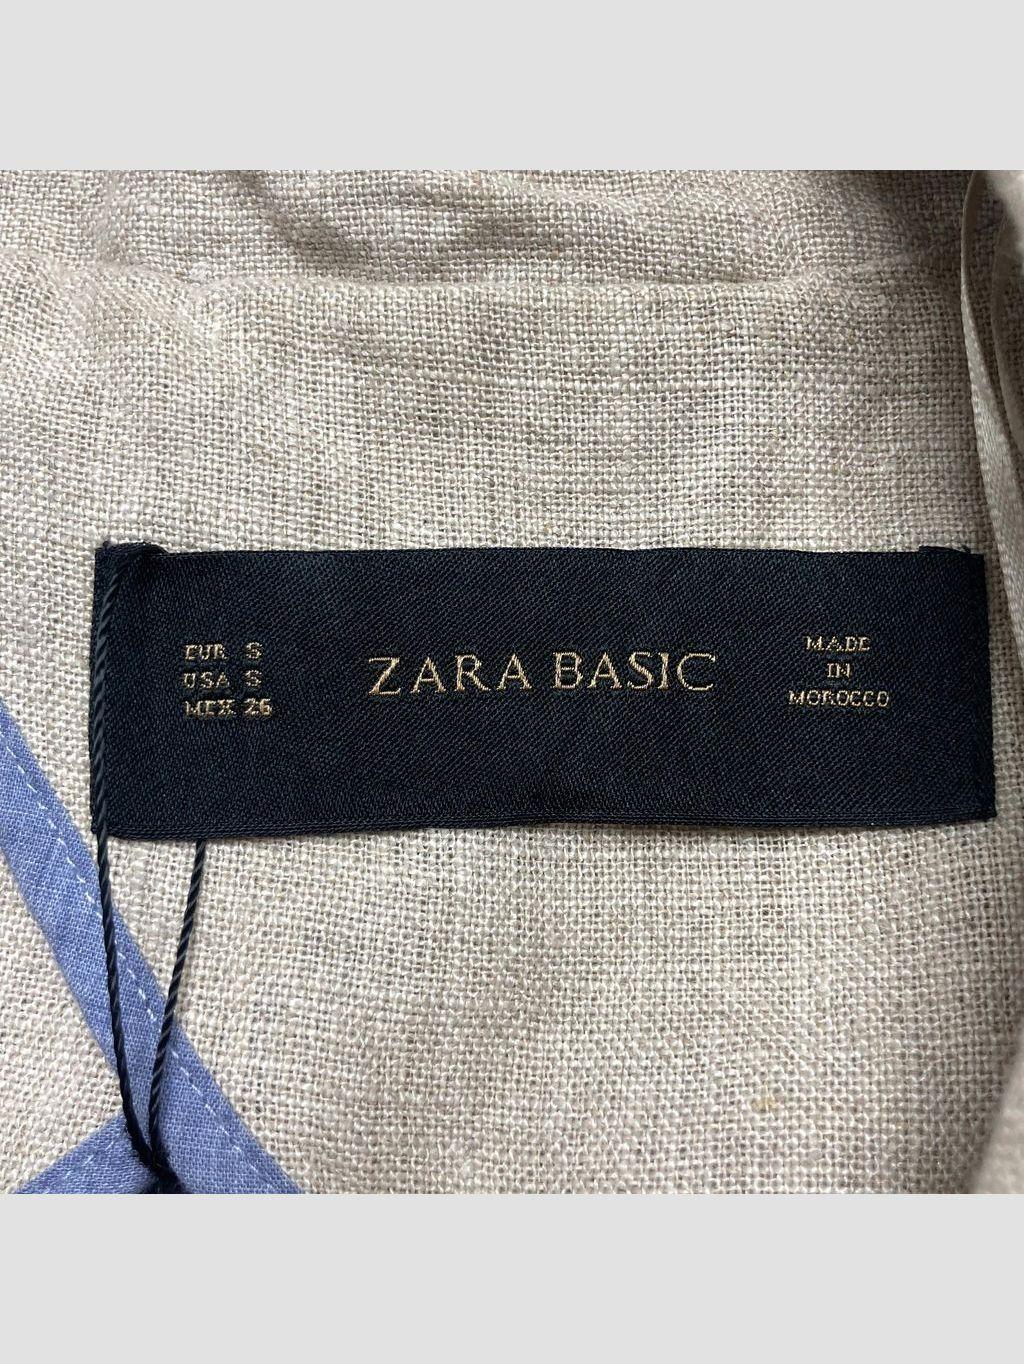 EUR S
USA S
MEX 26
ZARA BASIC
MADE
IN
MOROCCO